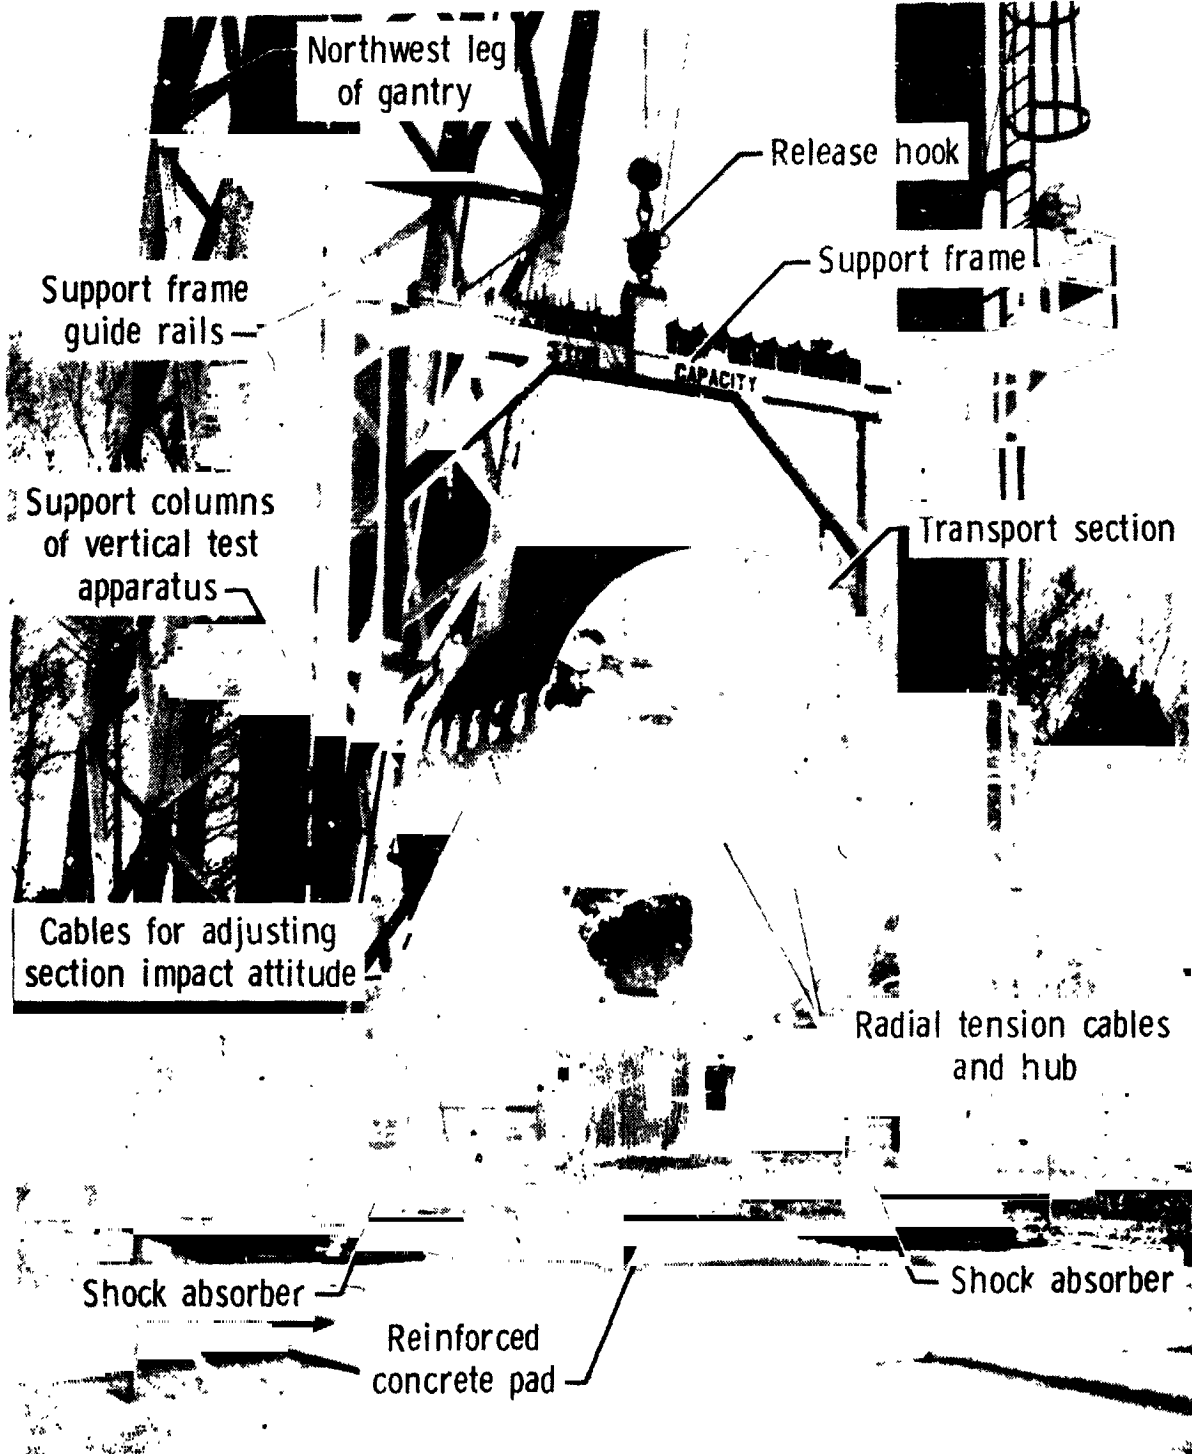 Northwest leg
of gantry
Release hook
Support frame
Support frame
guide rails
CAPACITY
Support columns
of vertical test
apparatus
Transport section
Cables for adjusting
section impact attitude
Radial tension cables
and hub
Shock absorber
Shock absorber
Reinforced
concrete pad